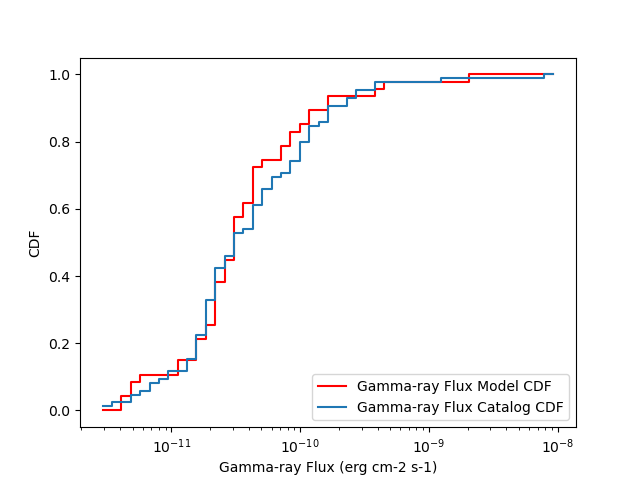 1.0
0.8
0.6
0.4
0.2
0.0
CDF
10⁻¹¹
10⁻¹⁰
10⁻⁹
10⁻⁸
Gamma-ray Flux (erg cm-2 s-1)
Gamma-ray Flux Model CDF
Gamma-ray Flux Catalog CDF